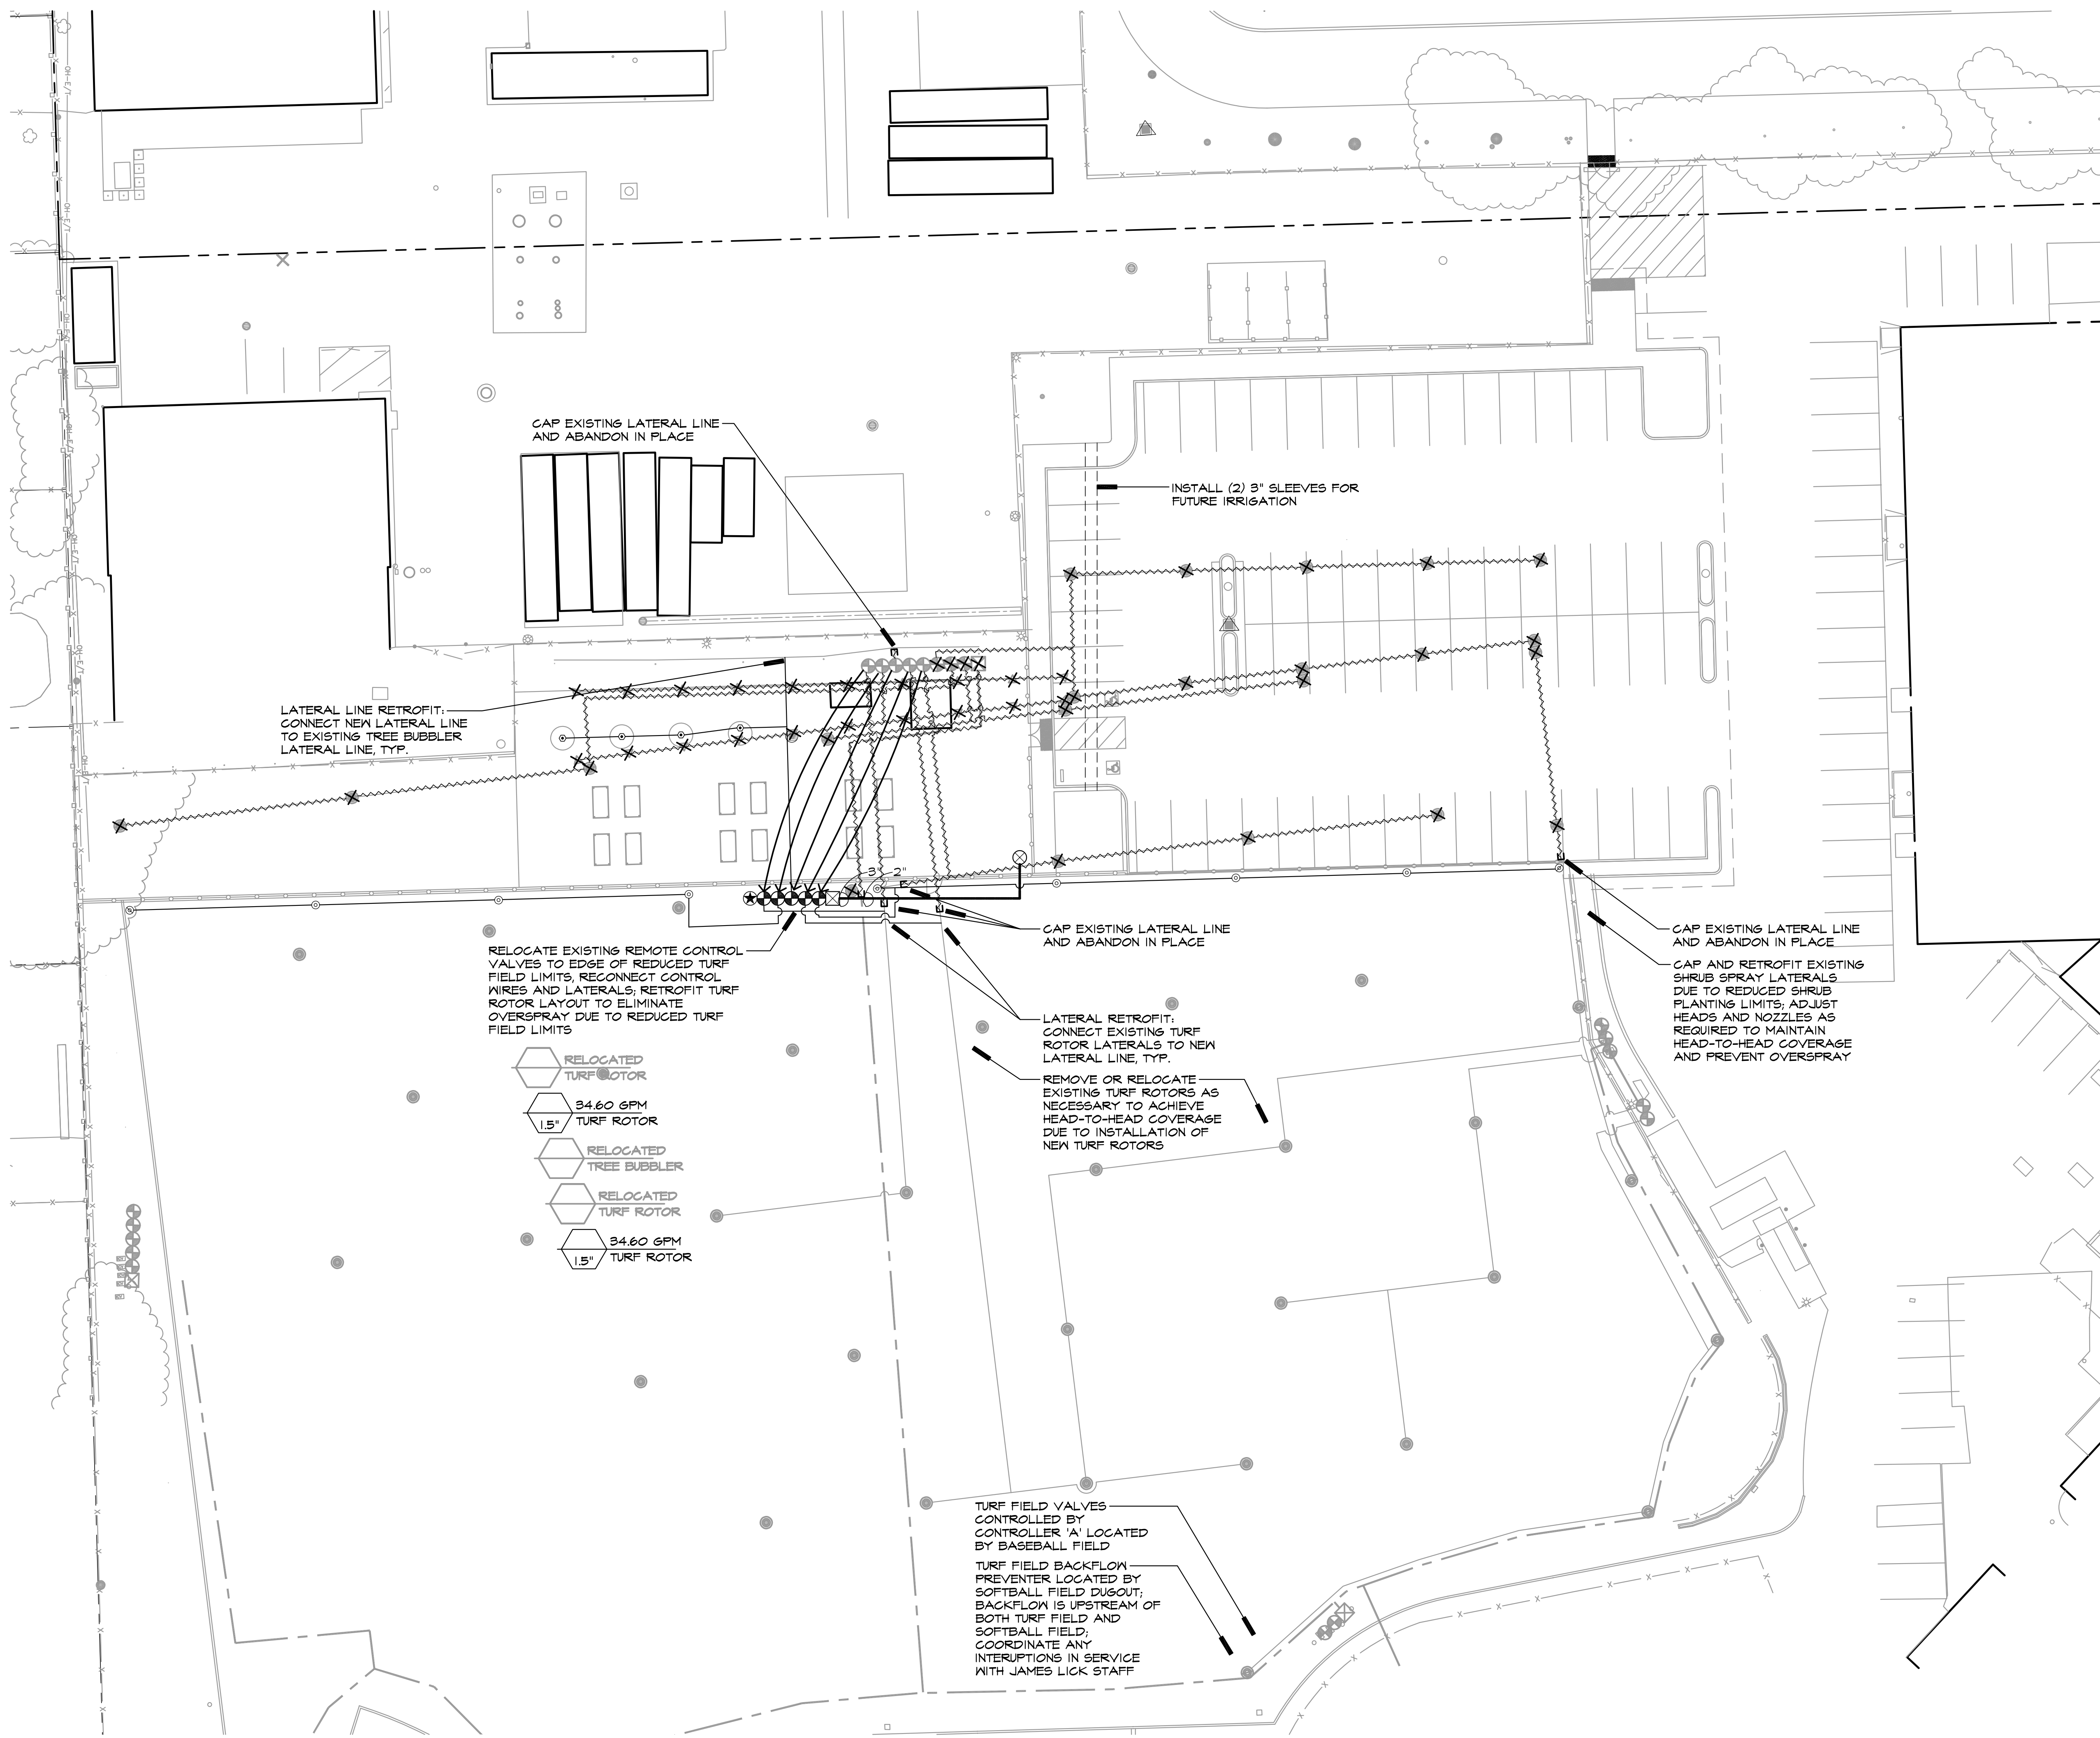 CAP EXISTING LATERAL LINE
AND ABANDON IN PLACE
INSTALL (2) 3" SLEEVES FOR
FUTURE IRRIGATION
LATERAL LINE RETROFIT:
CONNECT NEW LATERAL LINE
TO EXISTING TREE BUBBLER
LATERAL LINE, TYP.
3" 2"
RELOCATE EXISTING REMOTE CONTROL
VALVES TO EDGE OF REDUCED TURF
FIELD LIMITS, RECONNECT CONTROL
WIRES AND LATERALS; RETROFIT TURF
ROTOR LAYOUT TO ELIMINATE
OVERSPRAY DUE TO REDUCED TURF
FIELD LIMITS
RELOCATED
TURF ROTOR
34.60 GPM
1.5" TURF ROTOR
RELOCATED
TREE BUBBLER
RELOCATED
TURF ROTOR
34.60 GPM
1.5" TURF ROTOR
CAP EXISTING LATERAL LINE
AND ABANDON IN PLACE
LATERAL RETROFIT:
CONNECT EXISTING TURF
ROTOR LATERALS TO NEW
LATERAL LINE, TYP.
REMOVE OR RELOCATE
EXISTING TURF ROTORS AS
NECESSARY TO ACHIEVE
HEAD-TO-HEAD COVERAGE
DUE TO INSTALLATION OF
NEW TURF ROTORS
CAP EXISTING LATERAL LINE
AND ABANDON IN PLACE
CAP AND RETROFIT EXISTING
SHRUB SPRAY LATERALS
DUE TO REDUCED SHRUB
PLANTING LIMITS; ADJUST
HEADS AND NOZZLES AS
REQUIRED TO MAINTAIN
HEAD-TO-HEAD COVERAGE
AND PREVENT OVERSPRAY
TURF FIELD VALVES
CONTROLLED BY
CONTROLLER 'A' LOCATED
BY BASEBALL FIELD
TURF FIELD BACKFLOW
PREVENTER LOCATED BY
SOFTBALL FIELD DUGOUT;
BACKFLOW IS UPSTREAM OF
BOTH TURF FIELD AND
SOFTBALL FIELD;
COORDINATE ANY
INTERUPTIONS IN SERVICE
WITH JAMES LICK STAFF
OH-E/T
OH-E/T
OH-E/T
OH-E/T
OH-E/T
OH-E/T
OH-E/T